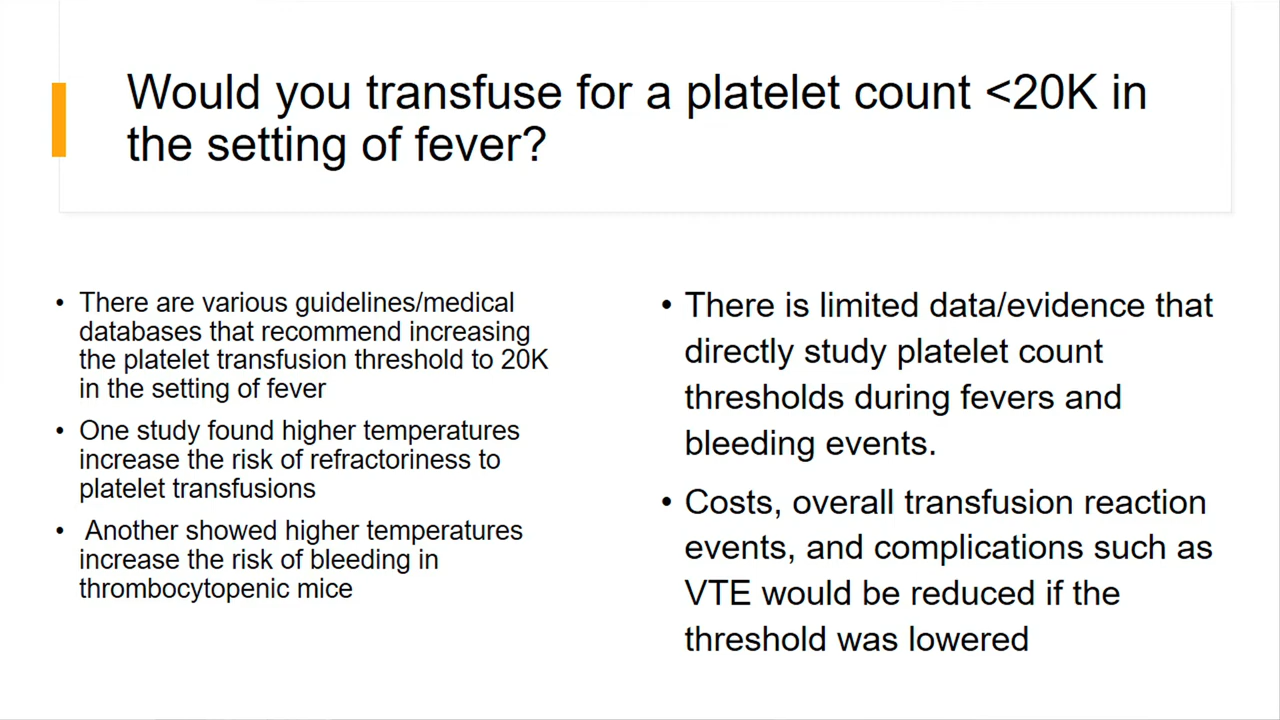 Would you transfuse for a platelet count <20K in
the setting of fever?
• There are various guidelines/medical
databases that recommend increasing
the platelet transfusion threshold to 20K
in the setting of fever
• One study found higher temperatures
increase the risk of refractoriness to
platelet transfusions
• Another showed higher temperatures
increase the risk of bleeding in
thrombocytopenic mice
• There is limited data/evidence that
directly study platelet count
thresholds during fevers and
bleeding events.
• Costs, overall transfusion reaction
events, and complications such as
VTE would be reduced if the
threshold was lowered